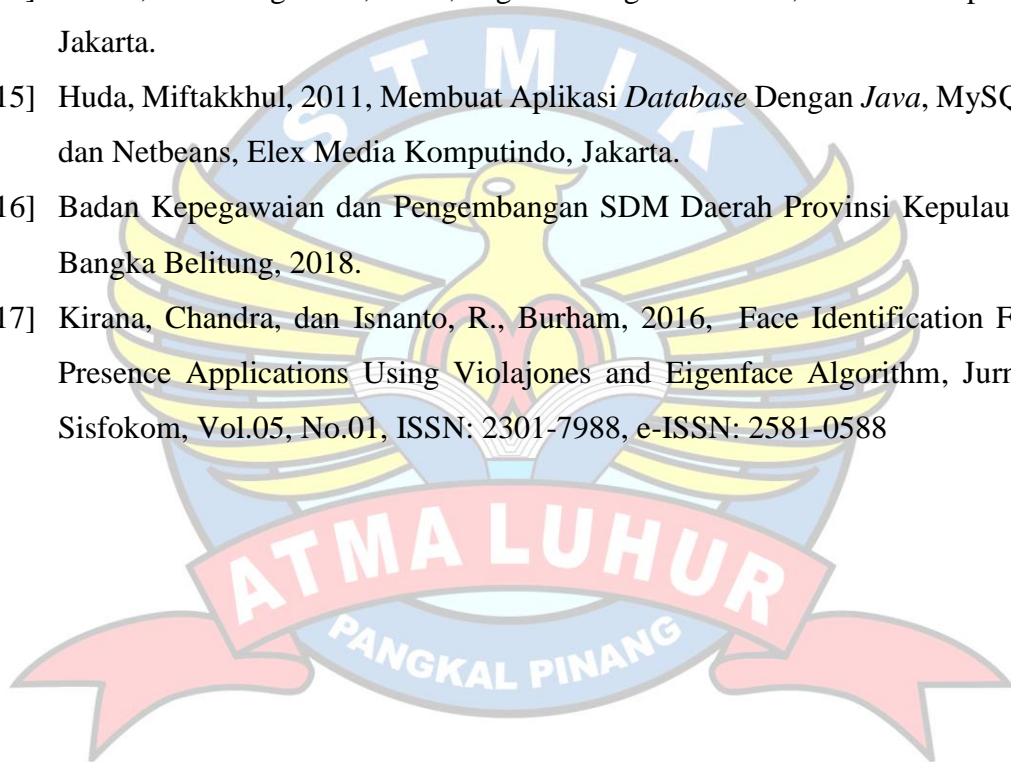 Jakarta.
15] Huda, Miftakkhul, 2011, Membuat Aplikasi Database Dengan Java, MySQ
dan Netbeans, Elex Media Komputindo, Jakarta.
16] Badan Kepegawaian dan Pengembangan SDM Daerah Provinsi Kepulau
Bangka Belitung, 2018.
17] Kirana, Chandra, dan Isnanto, R., Burham, 2016, Face Identification F
Presence Applications Using Violajones and Eigenface Algorithm, Jurn
Sisfokom, Vol.05, No.01, ISSN: 2301-7988, e-ISSN: 2581-0588
STMIK
ATMA LUHUR
PANGKAL PINANG